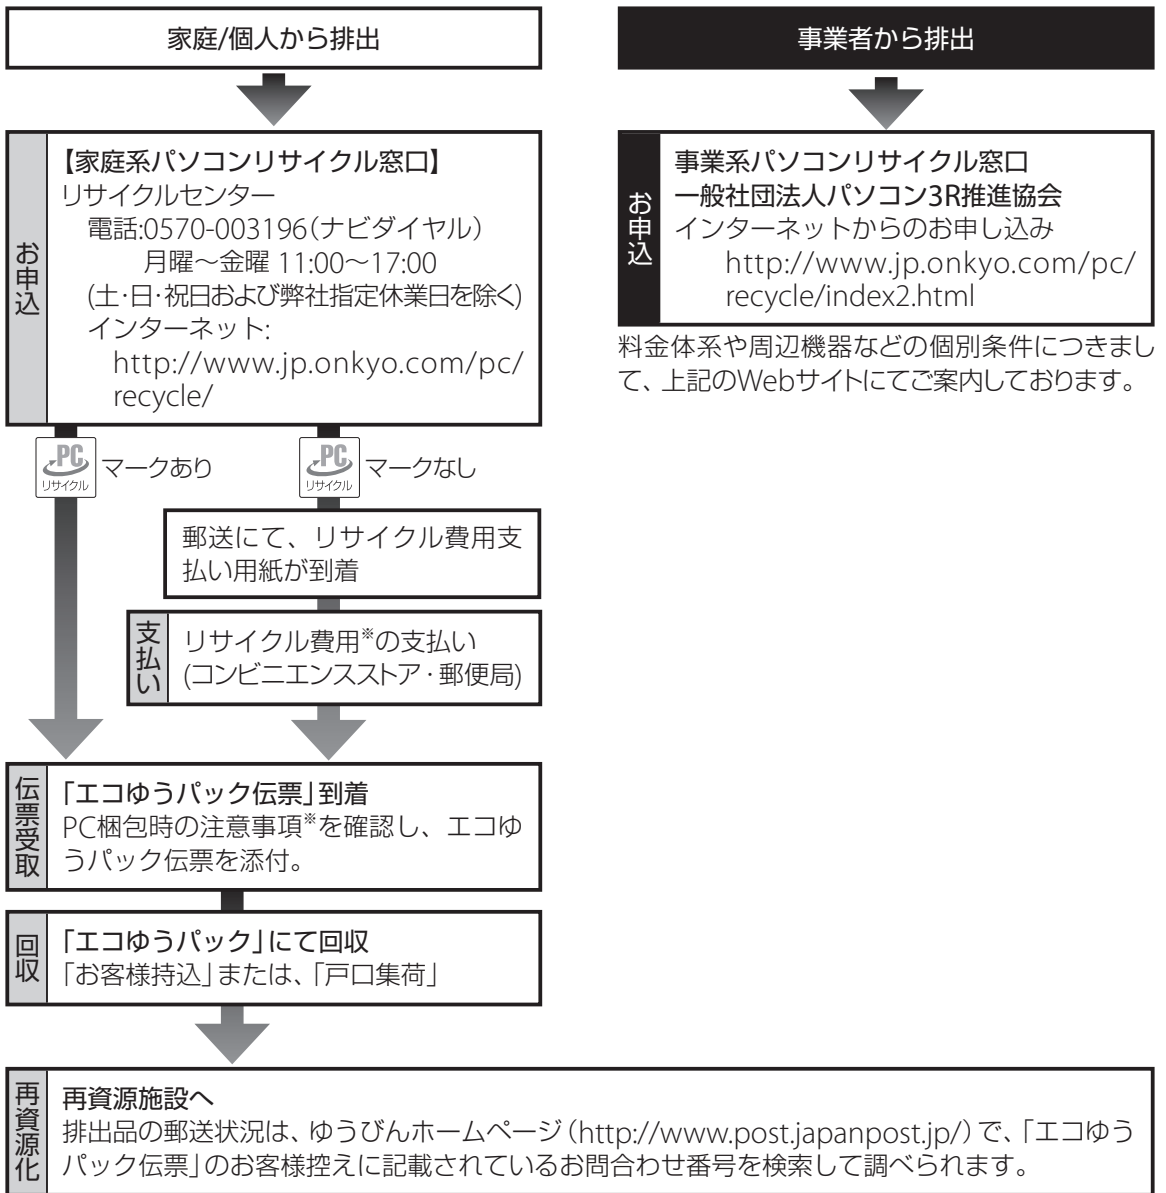 家庭/個人から排出
お申込
【家庭系パソコンリサイクル窓口】
リサイクルセンター
電話:0570-003196(ナビダイヤル)
月曜～金曜 11:00～17:00
(土・日・祝日および弊社指定休業日を除く)
インターネット:
http://www.jp.onkyo.com/pc/
recycle/
PC
リサイクル
マークあり
PC
リサイクル
マークなし
郵送にて、リサイクル費用支
払い用紙が到着
支払い
リサイクル費用※の支払い
(コンビニエンスストア・郵便局)
伝票受取
「エコゆうパック伝票」到着
PC梱包時の注意事項※を確認し、エコゆ
うパック伝票を添付。
回収
「エコゆうパック」にて回収
「お客様持込」または、「戸口集荷」
再資源化
再資源施設へ
排出品の郵送状況は、ゆうびんホームページ(http://www.post.japanpost.jp/)で、「エコゆう
パック伝票」のお客様控えに記載されているお問合わせ番号を検索して調べられます。
事業者から排出
お申込
事業系パソコンリサイクル窓口
一般社団法人パソコン3R推進協会
インターネットからのお申し込み
http://www.jp.onkyo.com/pc/
recycle/index2.html
料金体系や周辺機器などの個別条件につきまし
て、上記のWebサイトにてご案内しております。